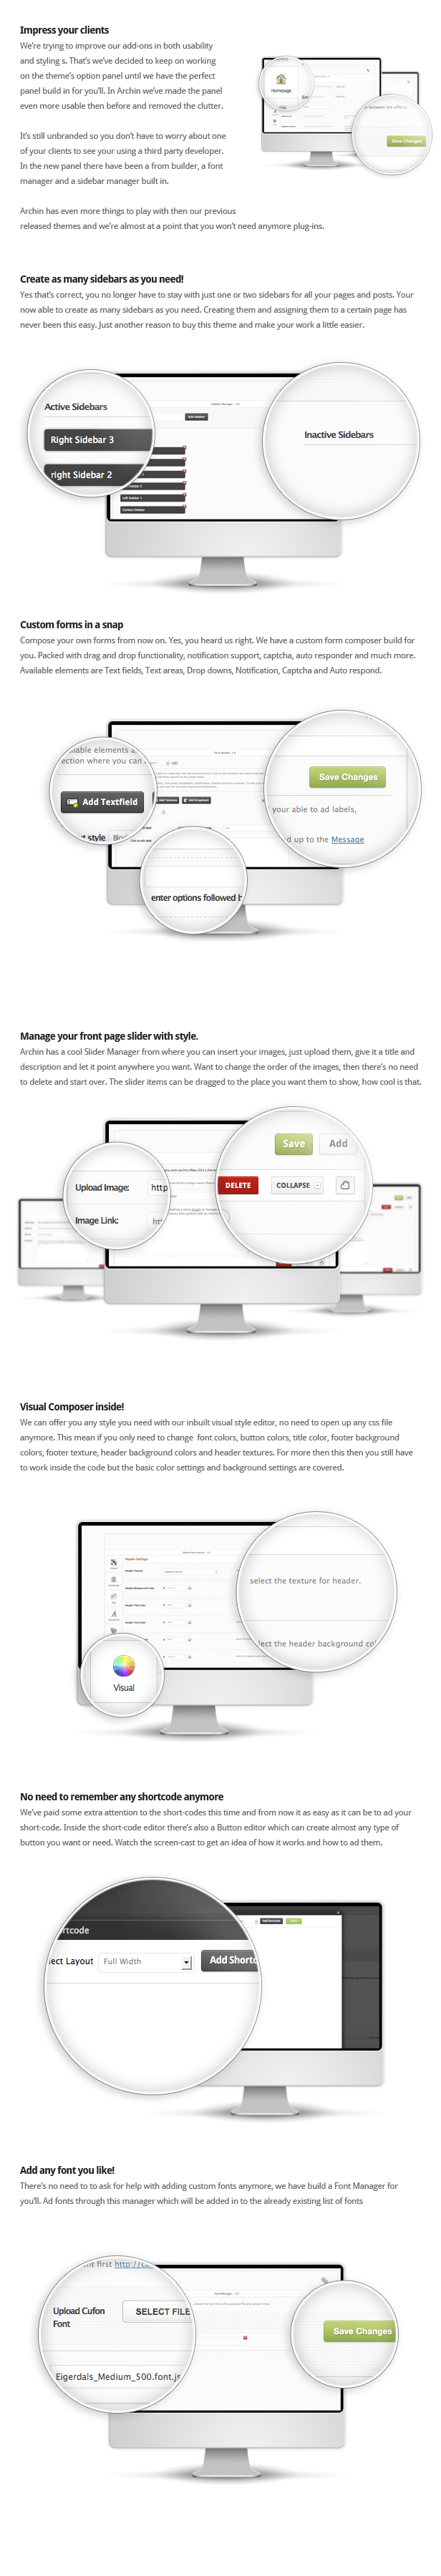 Impress your clients
We're trying to improve our add-ons in both usability
and styling s. That's we've decided to keep on working
on the theme's option panel until we have the perfect
panel build in for you'll. In Archin we've made the panel
even more usable then before and removed the clutter.
Homepage
Save Changes
It's still unbranded so you don't have to worry about one
of your clients to see your using a third party developer.
In the new panel there have been a from builder, a font
manager and a sidebar manager built in.
Archin has even more things to play with then our previous
released themes and we're almost at a point that you won't need anymore plug-ins.
Create as many sidebars as you need!
Yes that's correct, you no longer have to stay with just one or two sidebars for all your pages and posts. Your
now able to create as many sidebars as you need. Creating them and assigning them to a certain page has
never been this easy. Just another reason to buy this theme and make your work a little easier.
Active Sidebars
Right Sidebar 3
right Sidebar 2
Inactive Sidebars
Custom forms in a snap
Compose your own forms from now on. Yes, you heard us right. We have a custom form composer build for
you. Packed with drag and drop functionality, notification support, captcha, auto responder and much more.
Available elements are Text fields, Text areas, Drop downs, Notification, Captcha and Auto respond.
ection where you can
Add Textfield
Save Changes
your able to ad labels,
d up to the Message
enter options followed b
Manage your front page slider with style.
Archin has a cool Slider Manager from where you can insert your images, just upload them, give it a title and
description and let it point anywhere you want. Want to change the order of the images, then there's no need
to delete and start over. The slider items can be dragged to the place you want them to show, how cool is that.
Save Add
Upload Image: http
DELETE COLLAPSE
Image Link:
Visual Composer inside!
We can offer you any style you need with our inbuilt visual style editor, no need to open up any css file
anymore. This mean if you only need to change font colors, button colors, title color, footer background
colors, footer texture, header background colors and header textures. For more then this then you still have
to work inside the code but the basic color settings and background settings are covered.
select the texture for header.
lect the header background col
Visual
No need to remember any shortcode anymore
We've paid some extra attention to the short-codes this time and from now it as easy as it can be to ad your
short-code. Inside the short-code editor there's also a Button editor which can create almost any type of
button you want or need. Watch the screen-cast to get an idea of how it works and how to ad them.
rtcode
ect Layout Full Width Add Shortc
Add any font you like!
There's no need to to ask for help with adding custom fonts anymore, we have build a Font Manager for
you'll. Ad fonts through this manager which will be added in to the already existing list of fonts
Upload Cufon
Font
SELECT FILE
Save Changes
Eigerdals_Medium_500.font.js